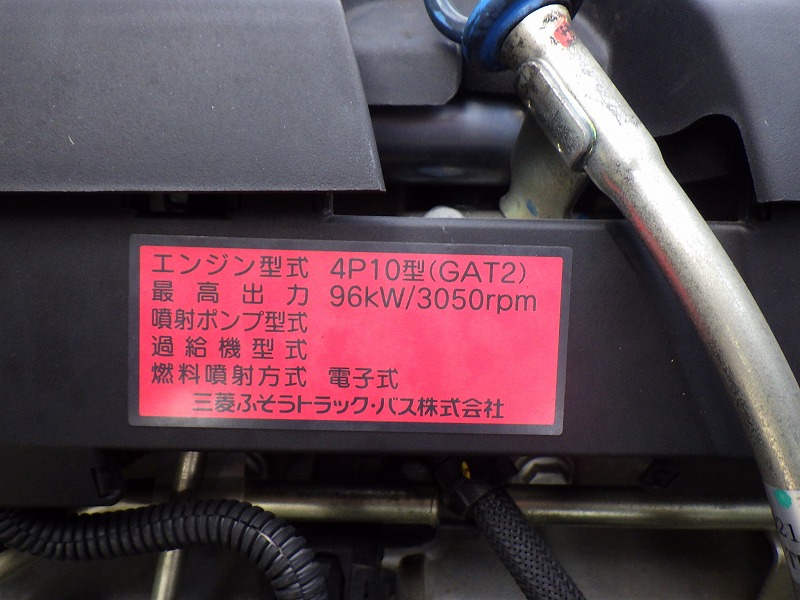 エンジン型式 4P10型(GAT2)
最高出力 96kW/3050rpm
噴射ポンプ型式
過給機型式
燃料噴射方式 電子式
三菱ふそうトラック・バス株式会社